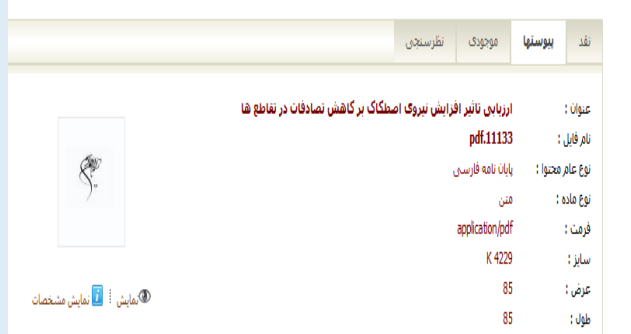 نقد پیوستها موجودی نظرسنجی
عنوان : ارزیابی تاثیر افزایش نیروی اصطکاک بر کاهش تصادفات در تقاطع ها
نام فایل : 11133.pdf
نوع عام محتوا : پایان نامه فارسی
نوع ماده : متن
فرمت : application/pdf
سایز : 4229 K
عرض : 85
طول : 85
نمایش نمایش مشخصات